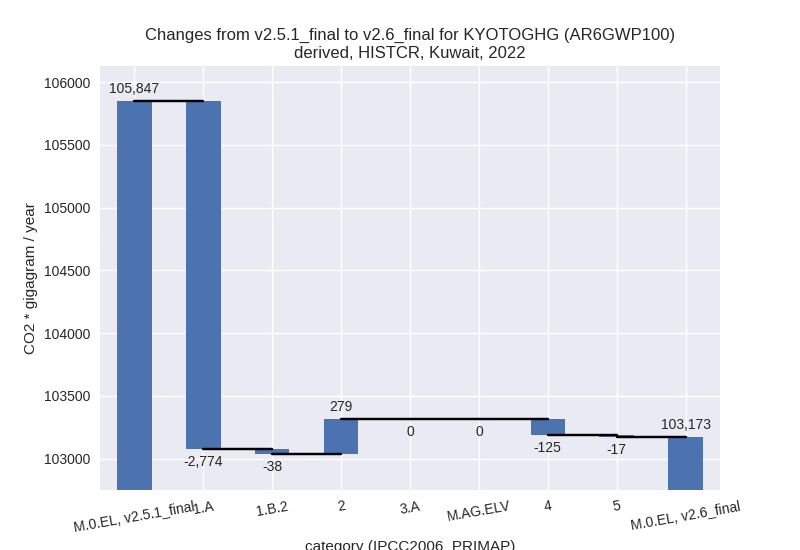 Changes from v2.5.1_final to v2.6_final for KYOTOGHG (AR6GWP100)
derived, HISTCR, Kuwait, 2022
CO2 * gigagram / year
106000
105500
105000
104500
104000
103500
103000
105,847
-2,774
-38
279
0
0
-125
-17
103,173
M.0.EL, v2.5.1_final
1.A
1.B.2
2
3.A
M.AG.ELV
4
5
M.0.EL, v2.6_final
category (IPCC2006_PRIMAP)